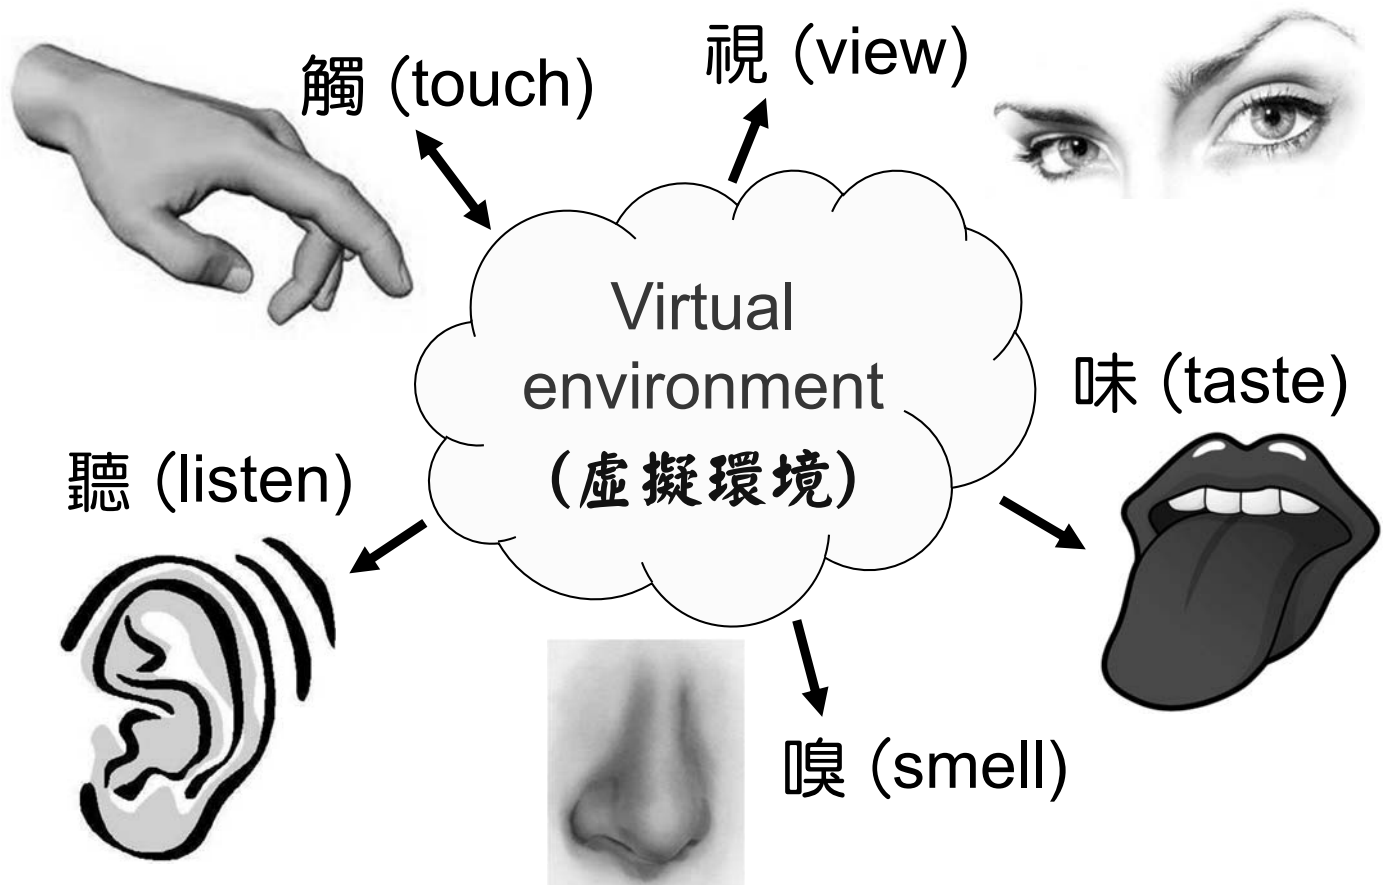 視 (view)
觸 (touch)
Virtual
environment
(虛擬環境)
味 (taste)
聽 (listen)
嗅 (smell)